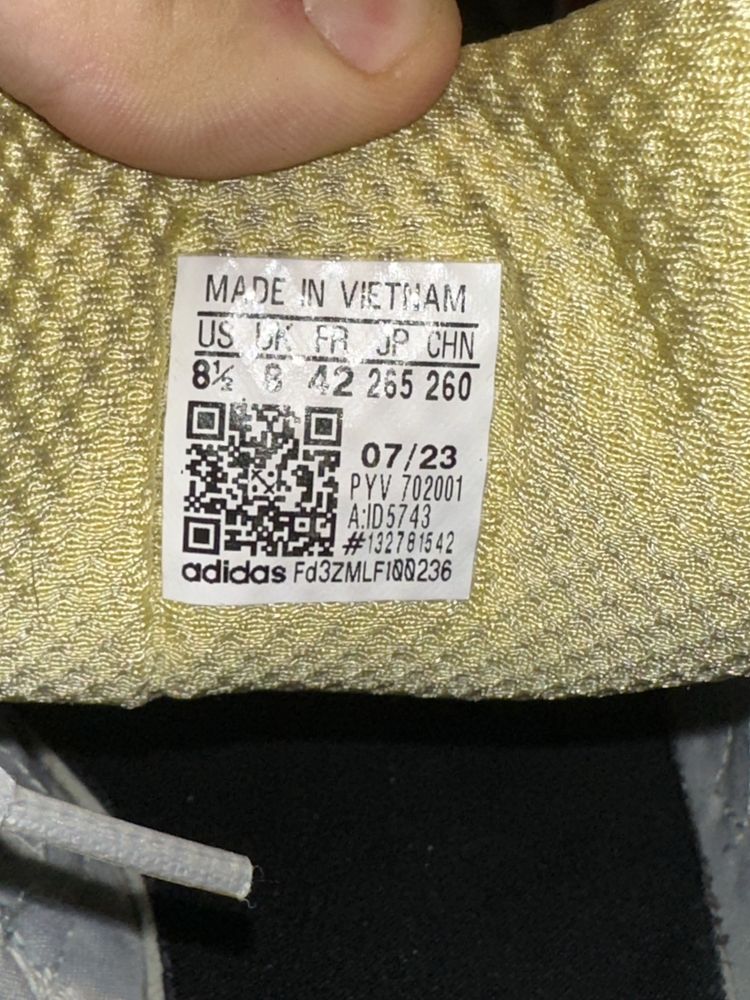 MADE IN VIETNAM
US UK FR JP CHN
8½ 8 42 265 260
07/23
PYV 702001
A:ID5743
#132781542
adidas Fd3ZMLFI00236